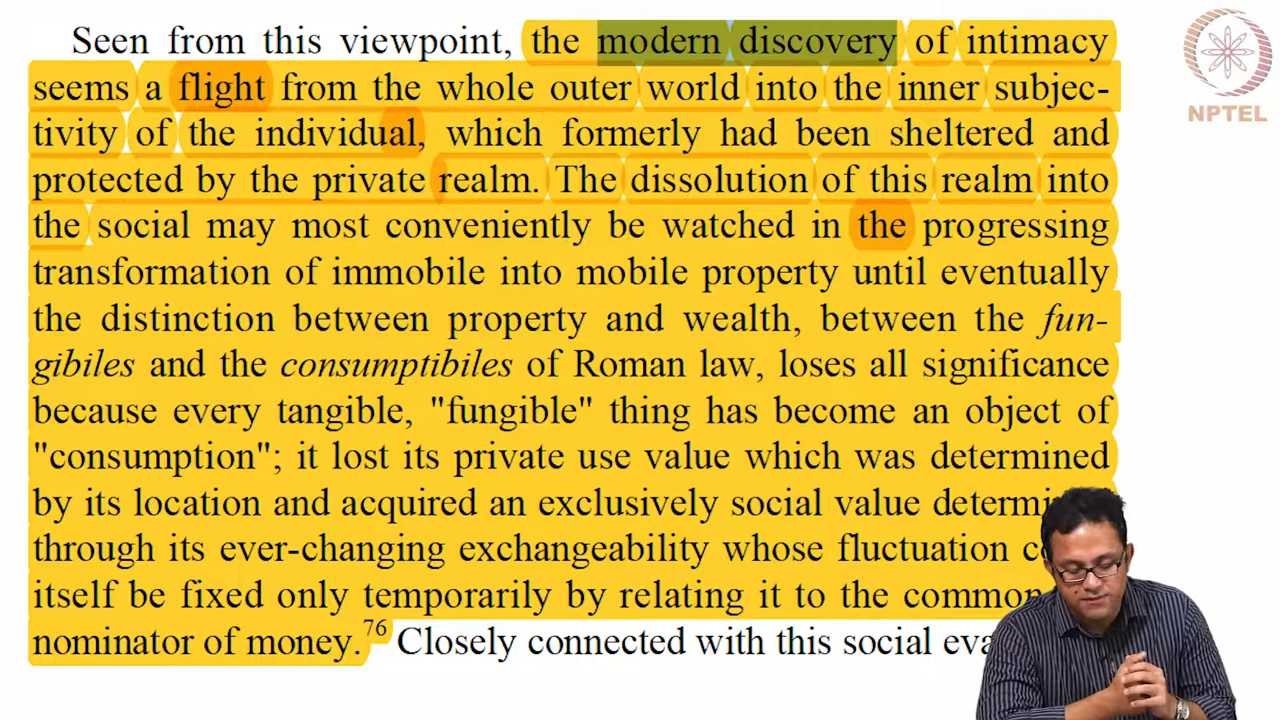 Seen from this viewpoint, the modern discovery of intimacy
seems a flight from the whole outer world into the inner subjec-
tivity of the individual, which formerly had been sheltered and
protected by the private realm. The dissolution of this realm into
the social may most conveniently be watched in the progressing
transformation of immobile into mobile property until eventually
the distinction between property and wealth, between the fun-
gibiles and the consumptibiles of Roman law, loses all significance
because every tangible, "fungible" thing has become an object of
"consumption"; it lost its private use value which was determined
by its location and acquired an exclusively social value
through its ever-changing exchangeability whose fluctuation
itself be fixed only temporarily by relating it to the common
nominator of money.76 Closely connected with this social
NPTEL